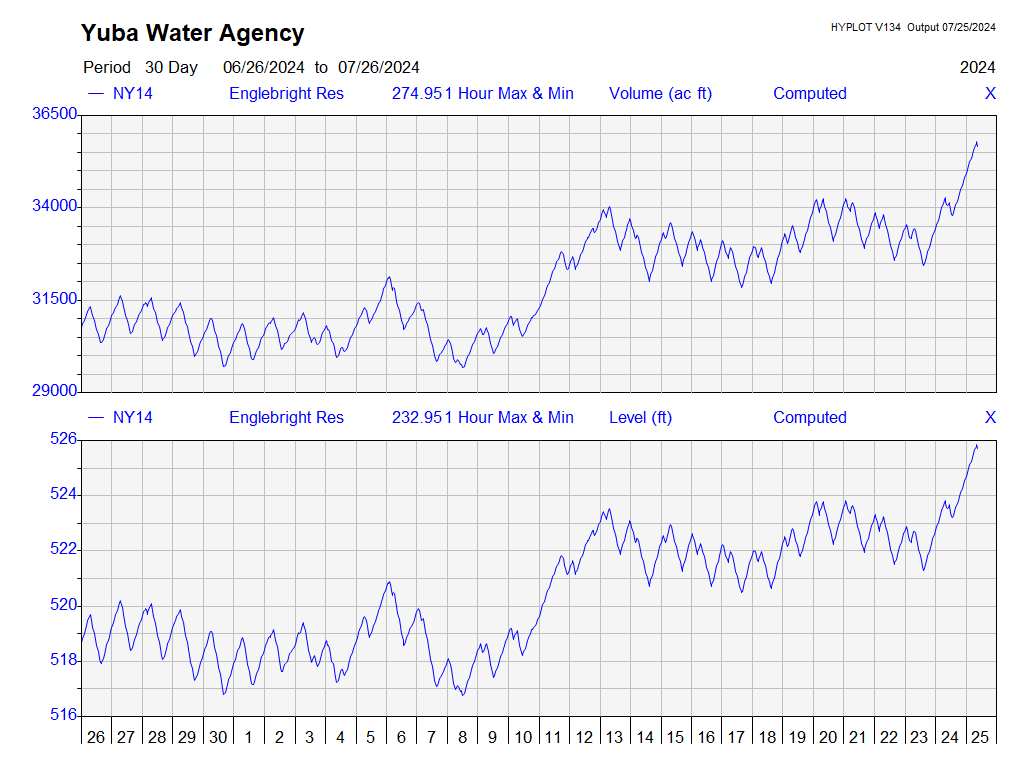 Yuba Water Agency
HYPLOT V134 Output 07/25/2024
Period 30 Day 06/26/2024 to 07/26/2024 2024
NY14 Englebright Res 274.951 Hour Max & Min Volume (ac ft) Computed X
36500
34000
31500
29000
NY14 Englebright Res 232.951 Hour Max & Min Level (ft) Computed X
526
524
522
520
518
516
26 27 28 29 30 1 2 3 4 5 6 7 8 9 10 11 12 13 14 15 16 17 18 19 20 21 22 23 24 25